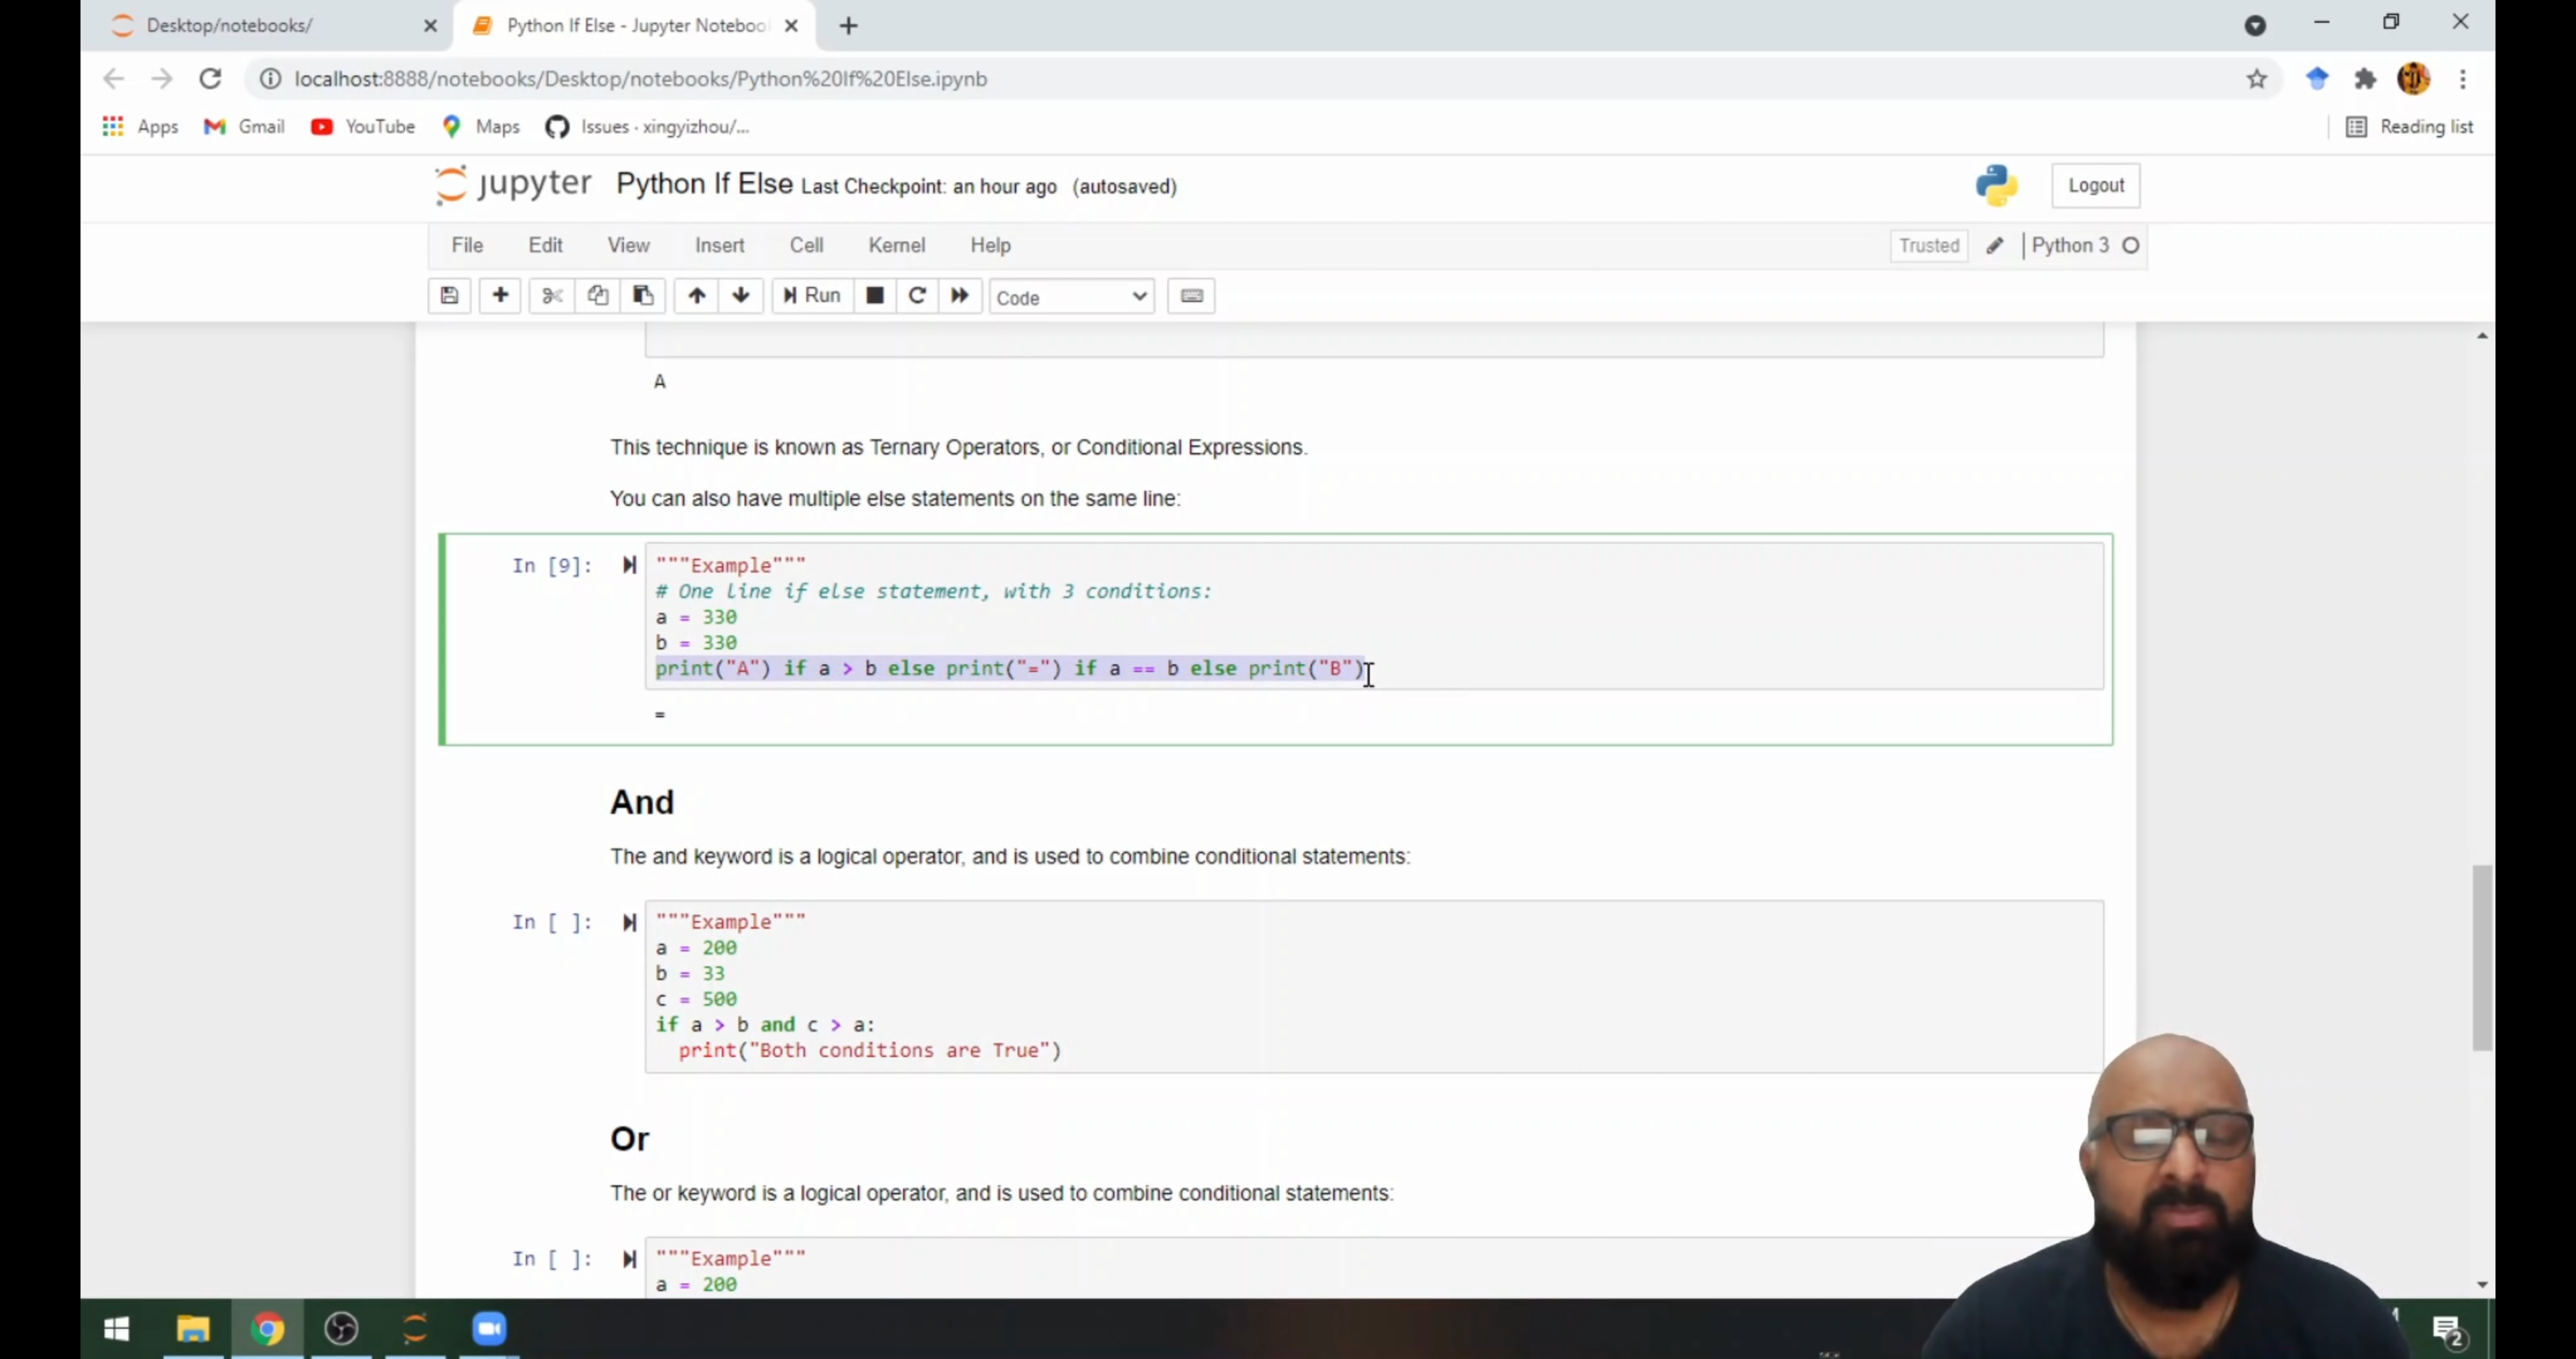 Desktop/notebooks/
Python If Else - Jupyter Noteboo
localhost:8888/notebooks/Desktop/notebooks/Python%20If%20Else.ipynb
Apps
Gmail
YouTube
Maps
Issues · xingyizhou/...
Reading list
jupyter
Python If Else Last Checkpoint: an hour ago (autosaved)
Logout
File Edit View Insert Cell Kernel Help
Trusted
Python 3
Run
Code
A
This technique is known as Ternary Operators, or Conditional Expressions.
You can also have multiple else statements on the same line:
In [9]:
"""Example"""
# One line if else statement, with 3 conditions:
a = 330
b = 330
print("A") if a > b else print("=") if a == b else print("B")
=
And
The and keyword is a logical operator, and is used to combine conditional statements:
In [ ]:
"""Example"""
a = 200
b = 33
c = 500
if a > b and c > a:
  print("Both conditions are True")
Or
The or keyword is a logical operator, and is used to combine conditional statements:
In [ ]:
"""Example"""
a = 200
2